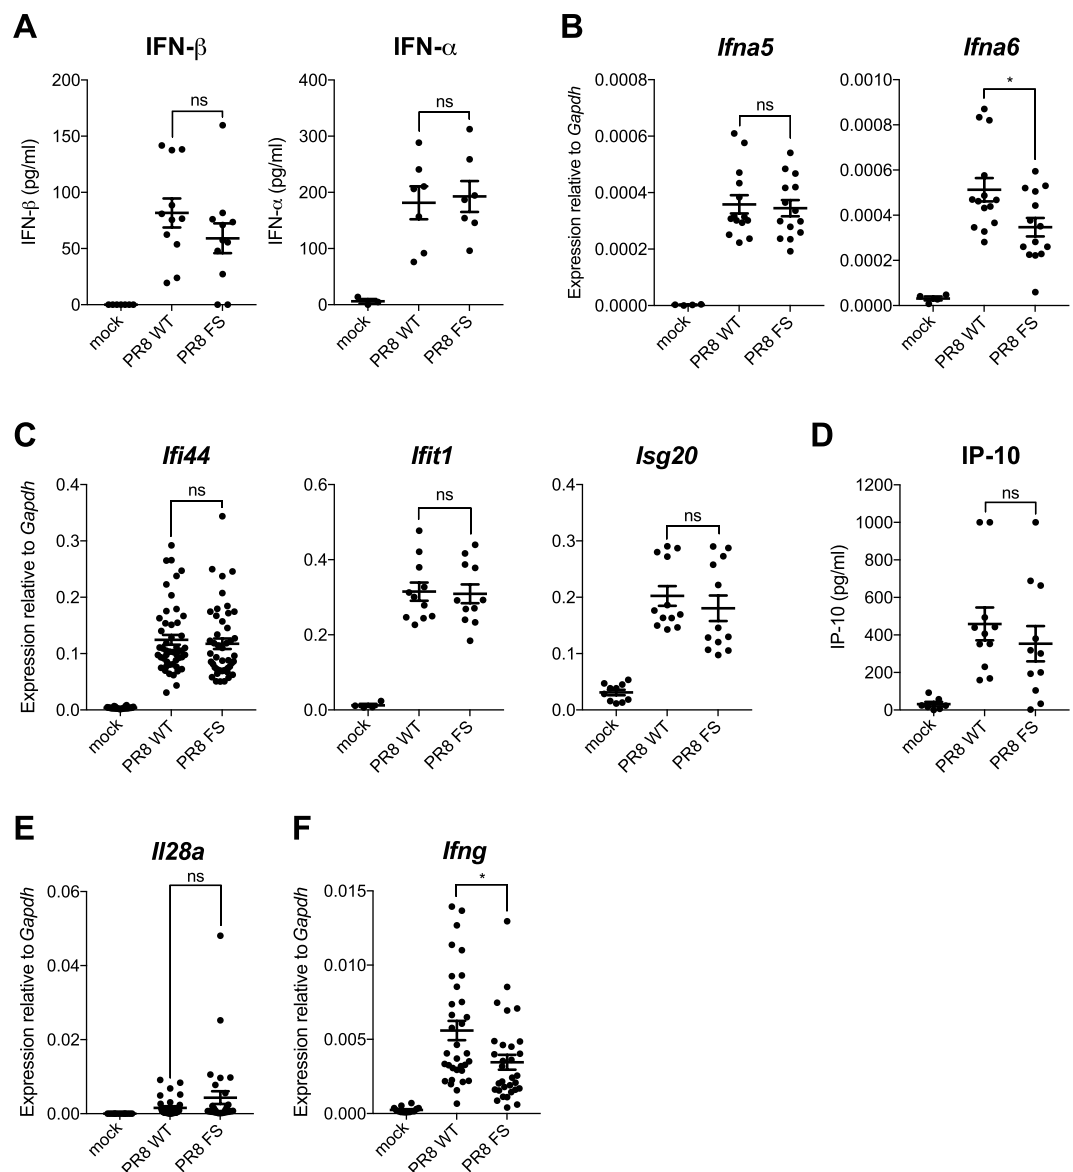 A
IFN-β
IFN-β (pg/ml)
200
150
100
50
0
ns
mock
PR8 WT
PR8 FS
IFN-α
IFN-α (pg/ml)
400
300
200
100
0
ns
mock
PR8 WT
PR8 FS
B
Ifna5
Expression relative to Gapdh
0.0008
0.0006
0.0004
0.0002
0.0000
ns
mock
PR8 WT
PR8 FS
Ifna6
0.0010
0.0008
0.0006
0.0004
0.0002
0.0000
*
mock
PR8 WT
PR8 FS
C
Ifi44
Expression relative to Gapdh
0.4
0.3
0.2
0.1
0.0
ns
mock
PR8 WT
PR8 FS
Ifit1
0.6
0.4
0.2
0.0
ns
mock
PR8 WT
PR8 FS
Isg20
0.4
0.3
0.2
0.1
0.0
ns
mock
PR8 WT
PR8 FS
D
IP-10
IP-10 (pg/ml)
1200
1000
800
600
400
200
0
ns
mock
PR8 WT
PR8 FS
E
Il28a
Expression relative to Gapdh
0.06
0.04
0.02
0.00
ns
mock
PR8 WT
PR8 FS
F
Ifng
Expression relative to Gapdh
0.015
0.010
0.005
0.000
*
mock
PR8 WT
PR8 FS